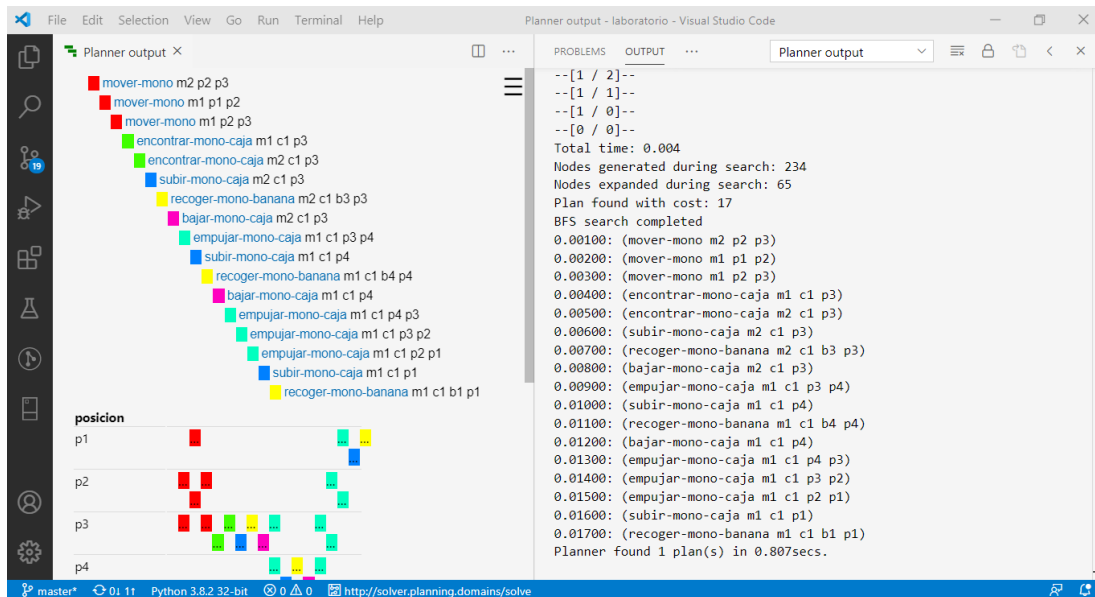 File Edit Selection View Go Run Terminal Help
Planner output - laboratorio - Visual Studio Code
Planner output
mover-mono m2 p2 p3
mover-mono m1 p1 p2
mover-mono m1 p2 p3
encontrar-mono-caja m1 c1 p3
encontrar-mono-caja m2 c1 p3
subir-mono-caja m2 c1 p3
recoger-mono-banana m2 c1 b3 p3
bajar-mono-caja m2 c1 p3
empujar-mono-caja m1 c1 p3 p4
subir-mono-caja m1 c1 p4
recoger-mono-banana m1 c1 b4 p4
bajar-mono-caja m1 c1 p4
empujar-mono-caja m1 c1 p4 p3
empujar-mono-caja m1 c1 p3 p2
empujar-mono-caja m1 c1 p2 p1
subir-mono-caja m1 c1 p1
recoger-mono-banana m1 c1 b1 p1
posicion
p1
p2
p3
p4
PROBLEMS OUTPUT ... Planner output
--[1 / 2]--
--[1 / 1]--
--[1 / 0]--
--[0 / 0]--
Total time: 0.004
Nodes generated during search: 234
Nodes expanded during search: 65
Plan found with cost: 17
BFS search completed
0.00100: (mover-mono m2 p2 p3)
0.00200: (mover-mono m1 p1 p2)
0.00300: (mover-mono m1 p2 p3)
0.00400: (encontrar-mono-caja m1 c1 p3)
0.00500: (encontrar-mono-caja m2 c1 p3)
0.00600: (subir-mono-caja m2 c1 p3)
0.00700: (recoger-mono-banana m2 c1 b3 p3)
0.00800: (bajar-mono-caja m2 c1 p3)
0.00900: (empujar-mono-caja m1 c1 p3 p4)
0.01000: (subir-mono-caja m1 c1 p4)
0.01100: (recoger-mono-banana m1 c1 b4 p4)
0.01200: (bajar-mono-caja m1 c1 p4)
0.01300: (empujar-mono-caja m1 c1 p4 p3)
0.01400: (empujar-mono-caja m1 c1 p3 p2)
0.01500: (empujar-mono-caja m1 c1 p2 p1)
0.01600: (subir-mono-caja m1 c1 p1)
0.01700: (recoger-mono-banana m1 c1 b1 p1)
Planner found 1 plan(s) in 0.807secs.
19
master* 0↓ 1↑ Python 3.8.2 32-bit 0 0 http://solver.planning.domains/solve